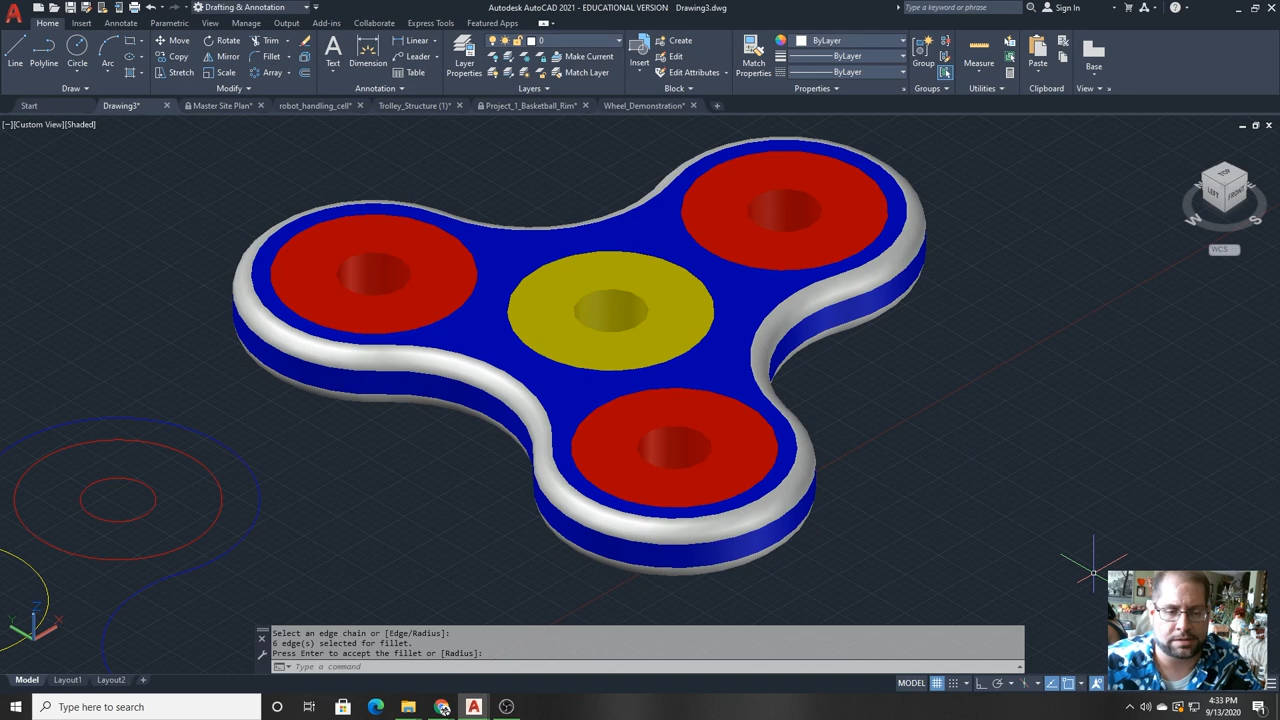 Drafting & Annotation
Autodesk AutoCAD 2021 - EDUCATIONAL VERSION Drawing3.dwg
Type a keyword or phrase
Sign In
Home Insert Annotate Parametric View Manage Output Add-ins Collaborate Express Tools Featured Apps
Line Polyline Circle Arc
Move Rotate Trim
Copy Mirror Fillet
Stretch Scale Array
Text Dimension
Linear
Leader
Table
Layer Properties
0
Make Current
Match Layer
Insert
Create
Edit
Edit Attributes
Match Properties
ByLayer
ByLayer
ByLayer
Group Measure Paste Base
Draw Modify Annotation Layers Block Properties Groups Utilities Clipboard View
Start Drawing3* Master Site Plan* robot_handling_cell* Trolley_Structure (1)* Project_1_Basketball_Rim* Wheel_Demonstration*
[−][Custom View][Shaded]
TOP
LEFT
FRONT
W
S
WCS
Z
Y
X
Select an edge chain or [Edge/Radius]:
6 edge(s) selected for fillet.
Press Enter to accept the fillet or [Radius]:
Type a command
Model Layout1 Layout2
MODEL
Type here to search
4:33 PM
9/13/2020